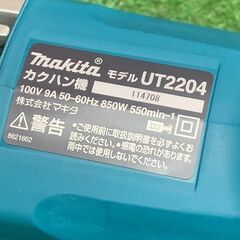 makita モデル UT2204
カクハン機 114708
100V 9A 50-60Hz 850W 550min-1
株式会社マキタ
警告
・ご使用前に取扱説明書を必ずよく
お読みください。・感電の恐れがあります。
雨中では使用しないでください。
8621662